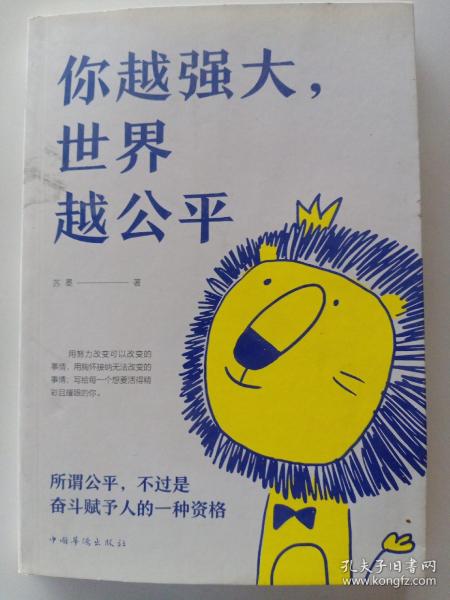 你越强大，
世界
越公平
苏墨 著
用努力改变可以改变的
事情，用胸怀接纳无法改变的
事情，写给每一个想要活得精
彩且耀眼的你。
所谓公平，不过是
奋斗赋予人的一种资格
中国华侨出版社
孔夫子旧书网
www.kongfz.com